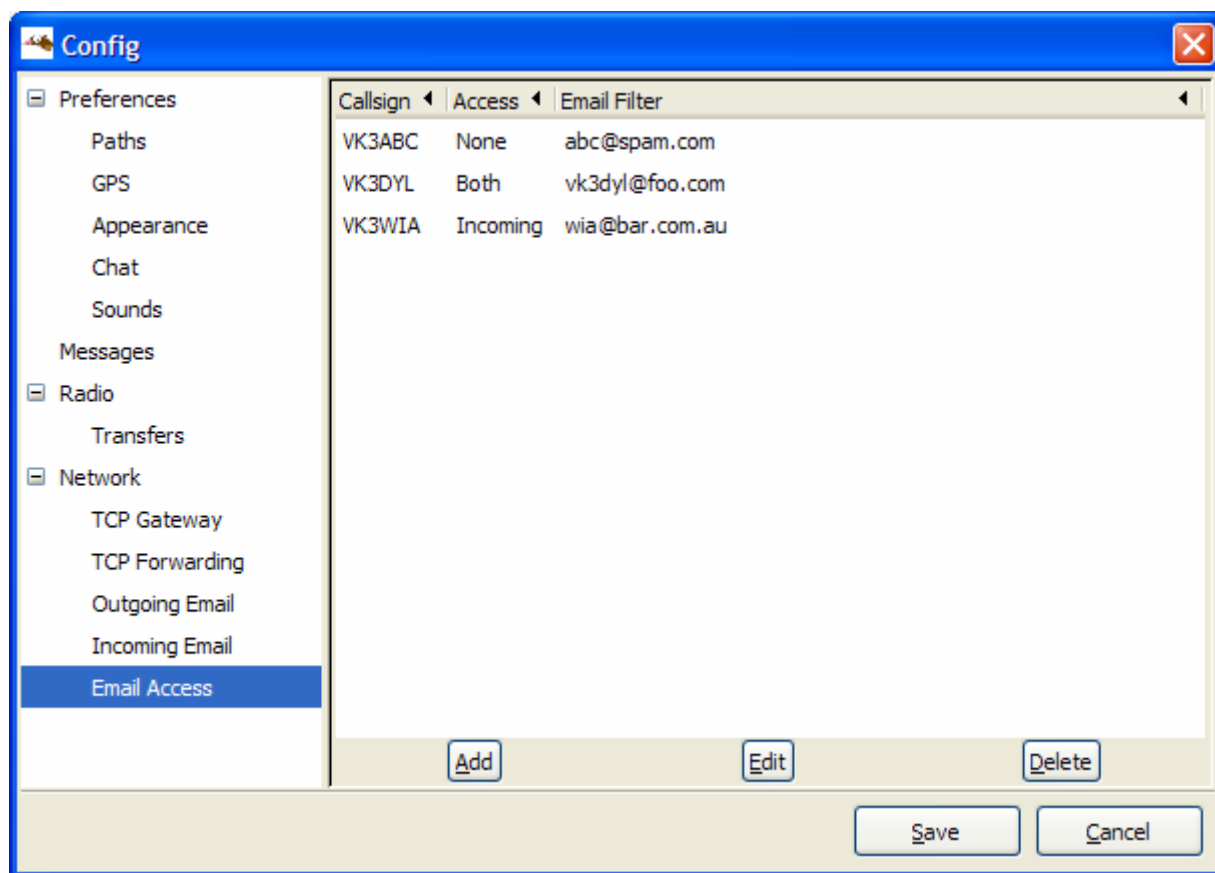 Config
Preferences
Paths
GPS
Appearance
Chat
Sounds
Messages
Radio
Transfers
Network
TCP Gateway
TCP Forwarding
Outgoing Email
Incoming Email
Email Access
Callsign Access Email Filter
VK3ABC None abc@spam.com
VK3DYL Both vk3dyl@foo.com
VK3WIA Incoming wia@bar.com.au
Add Edit Delete
Save Cancel